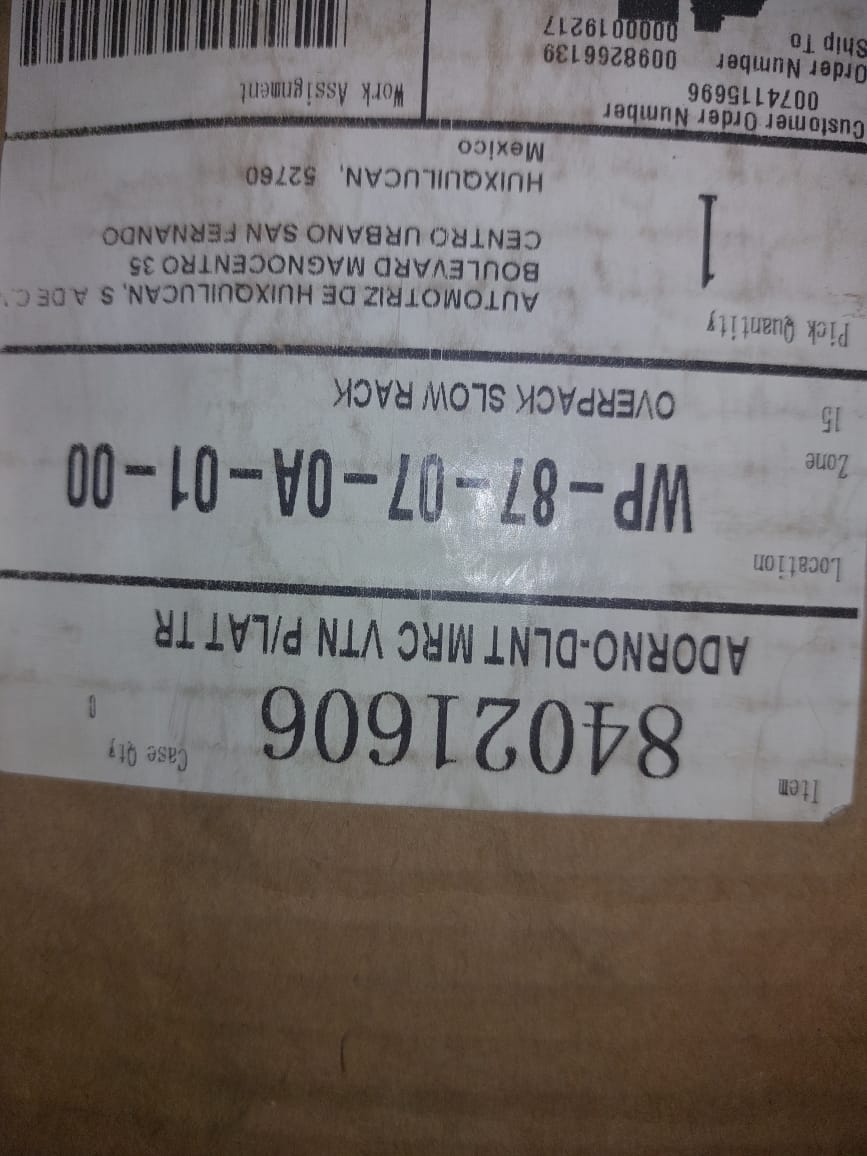 Item
84021606
Case Qty
0
ADORNO-DLNT MRC VTN P/LAT TR
Location
WP-87-07-0A-01-00
Zone
15
OVERPACK SLOW RACK
Pick Quantity
1
AUTOMOTRIZ DE HUIXQUILUCAN, S A DE C
BOULEVARD MAGNOCENTRO 35
CENTRO URBANO SAN FERNANDO
HUIXQUILUCAN, 52760
Mexico
Customer Order Number
0074115696
Order Number 0098266139
Ship To 0000019217
Work Assignment